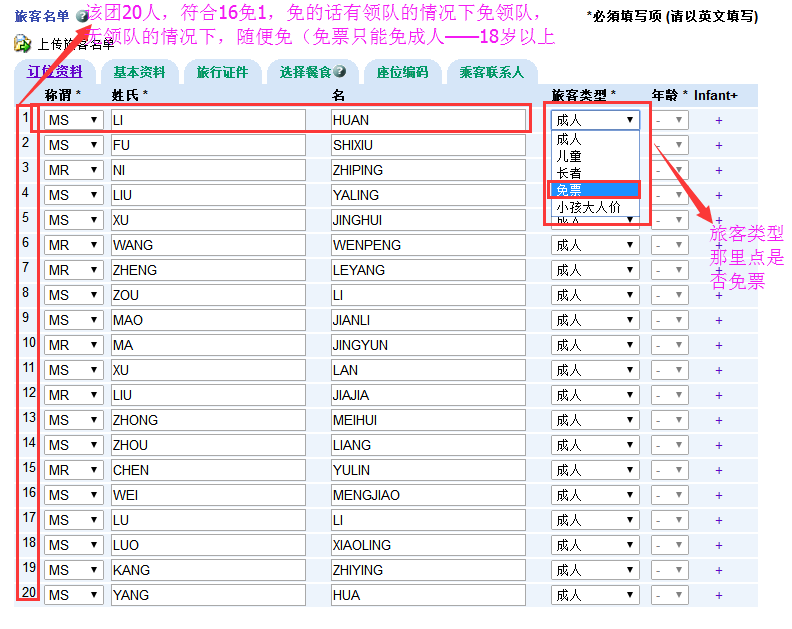 旅客名单 ? 该团20人，符合16免1，免的话有领队的情况下免领队， *必须填写项 (请以英文填写)
上传旅客名单 无领队的情况下，随便免（免票只能免成人——18岁以上
订位资料 基本资料 旅行证件 选择餐食 ? 座位编码 乘客联系人
称谓 * 姓氏 * 名 旅客类型 * 年龄 * Infant+
1 MS ▼ LI HUAN 成人 ▼ - ▼ +
成人
儿童
长者
免票
小孩大人价
2 MS ▼ FU SHIXIU - ▼ +
3 MR ▼ NI ZHIPING - ▼ +
4 MS ▼ LIU YALING - ▼ +
5 MS ▼ XU JINGHUI 成人 ▼ - ▼ +
旅客类型
那里点是
否免票
6 MR ▼ WANG WENPENG 成人 ▼ - ▼ +
7 MR ▼ ZHENG LEYANG 成人 ▼ - ▼ +
8 MS ▼ ZOU LI 成人 ▼ - ▼ +
9 MS ▼ MAO JIANLI 成人 ▼ - ▼ +
10 MR ▼ MA JINGYUN 成人 ▼ - ▼ +
11 MS ▼ XU LAN 成人 ▼ - ▼ +
12 MR ▼ LIU JIAJIA 成人 ▼ - ▼ +
13 MS ▼ ZHONG MEIHUI 成人 ▼ - ▼ +
14 MS ▼ ZHOU LIANG 成人 ▼ - ▼ +
15 MR ▼ CHEN YULIN 成人 ▼ - ▼ +
16 MS ▼ WEI MENGJIAO 成人 ▼ - ▼ +
17 MS ▼ LU LI 成人 ▼ - ▼ +
18 MS ▼ LUO XIAOLING 成人 ▼ - ▼ +
19 MS ▼ KANG ZHIYING 成人 ▼ - ▼ +
20 MS ▼ YANG HUA 成人 ▼ - ▼ +